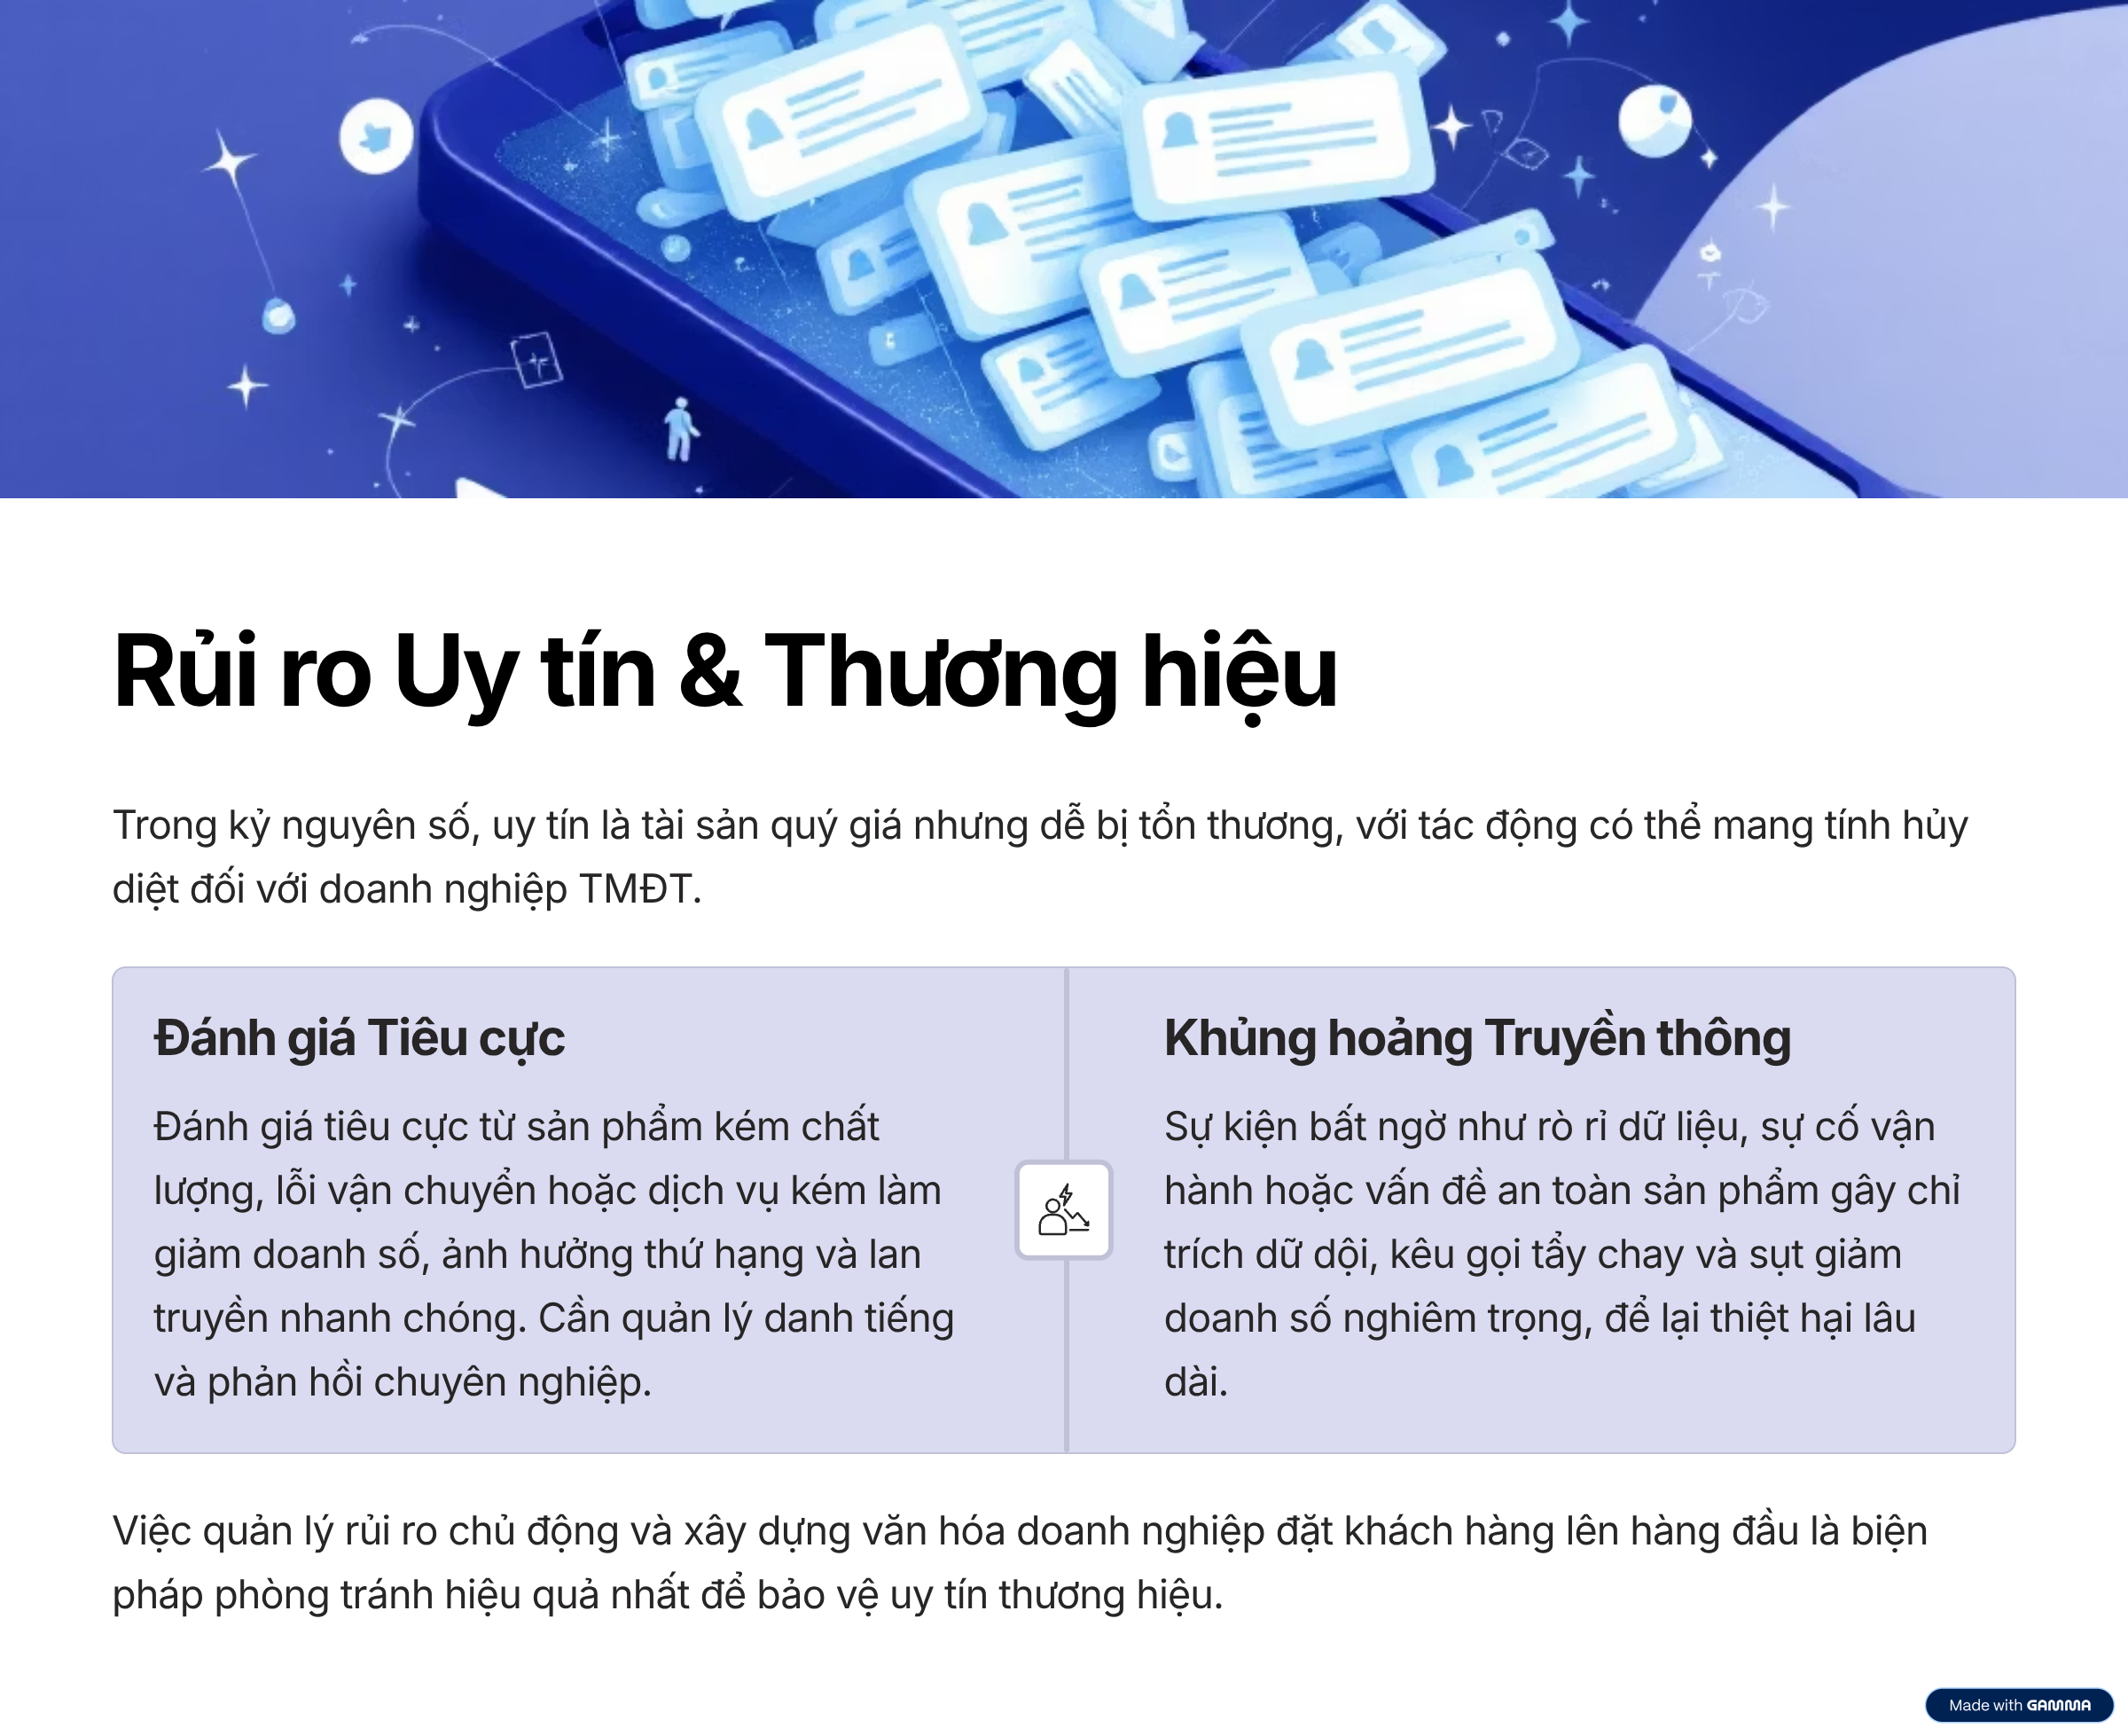 Rủi ro Uy tín & Thương hiệu
Trong kỷ nguyên số, uy tín là tài sản quý giá nhưng dễ bị tổn thương, với tác động có thể mang tính hủy
diệt đối với doanh nghiệp TMĐT.
Đánh giá Tiêu cực
Đánh giá tiêu cực từ sản phẩm kém chất
lượng, lỗi vận chuyển hoặc dịch vụ kém làm
giảm doanh số, ảnh hưởng thứ hạng và lan
truyền nhanh chóng. Cần quản lý danh tiếng
và phản hồi chuyên nghiệp.
Khủng hoảng Truyền thông
Sự kiện bất ngờ như rò rỉ dữ liệu, sự cố vận
hành hoặc vấn đề an toàn sản phẩm gây chỉ
trích dữ dội, kêu gọi tẩy chay và sụt giảm
doanh số nghiêm trọng, để lại thiệt hại lâu
dài.
Việc quản lý rủi ro chủ động và xây dựng văn hóa doanh nghiệp đặt khách hàng lên hàng đầu là biện
pháp phòng tránh hiệu quả nhất để bảo vệ uy tín thương hiệu.
Made with GAMMA